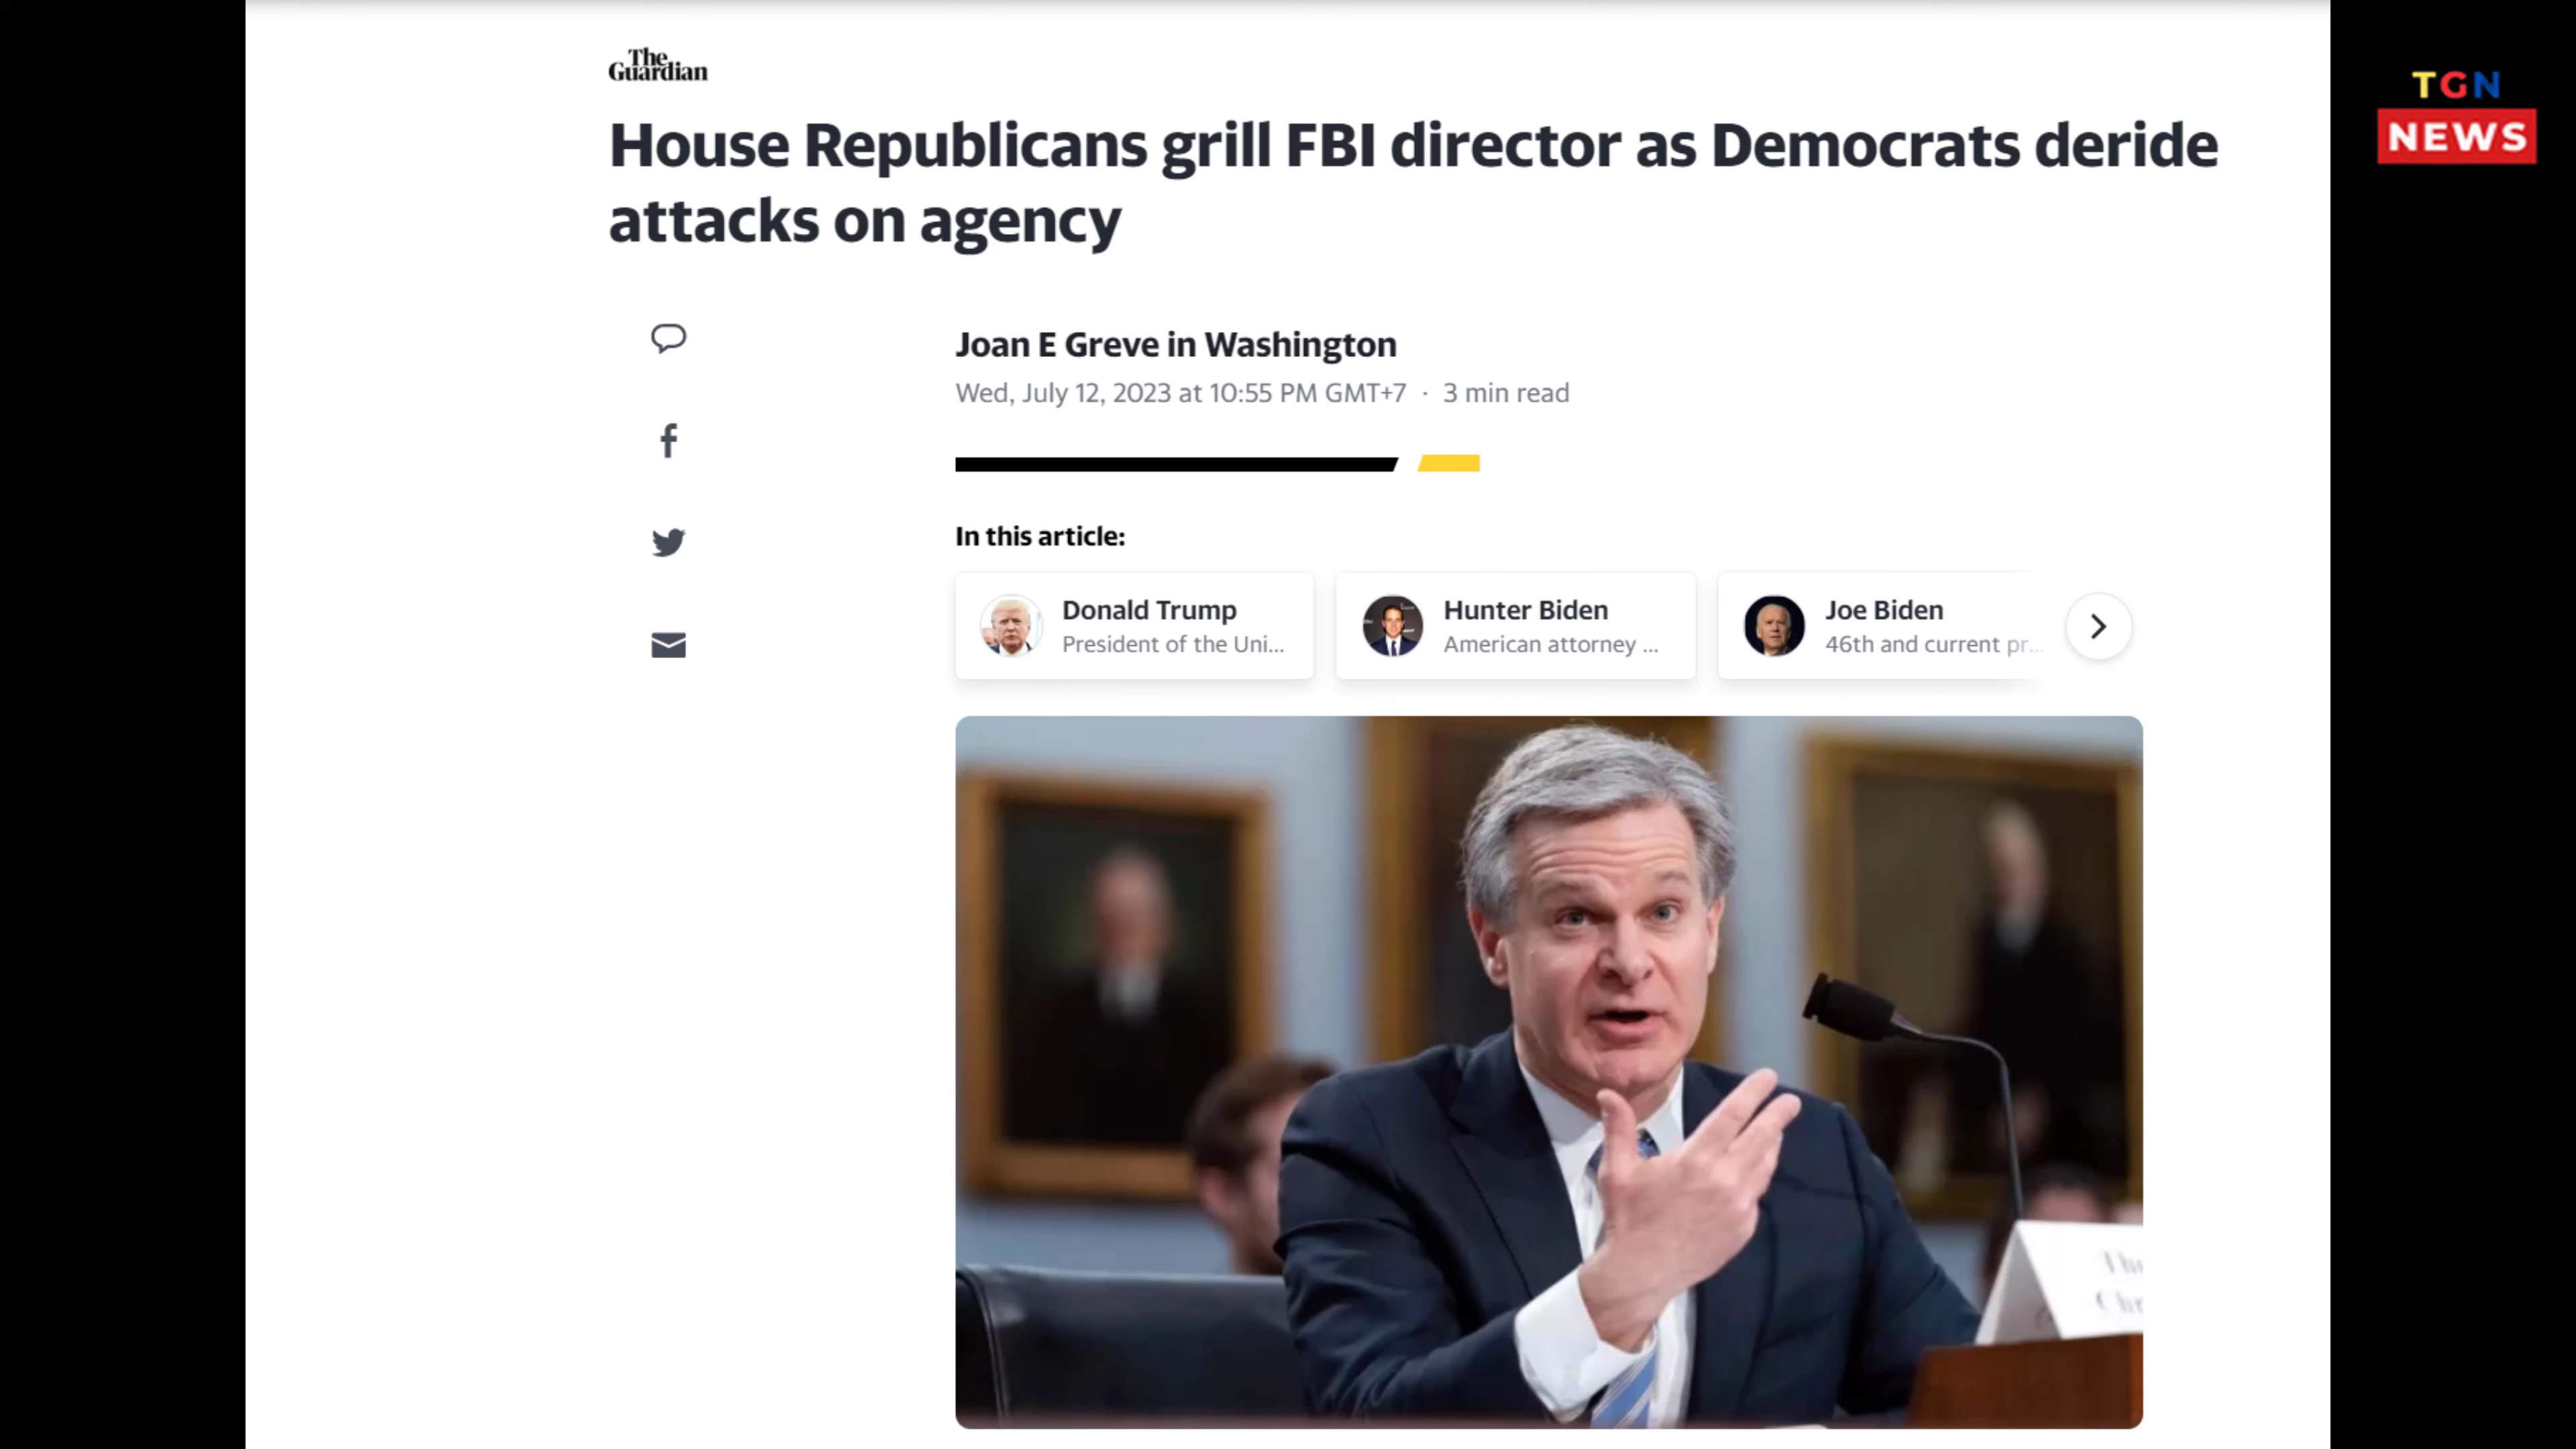 The
Guardian
TGN
NEWS
House Republicans grill FBI director as Democrats deride
attacks on agency
Joan E Greve in Washington
Wed, July 12, 2023 at 10:55 PM GMT+7 · 3 min read
In this article:
Donald Trump
President of the Uni...
Hunter Biden
American attorney ...
Joe Biden
46th and current pr...